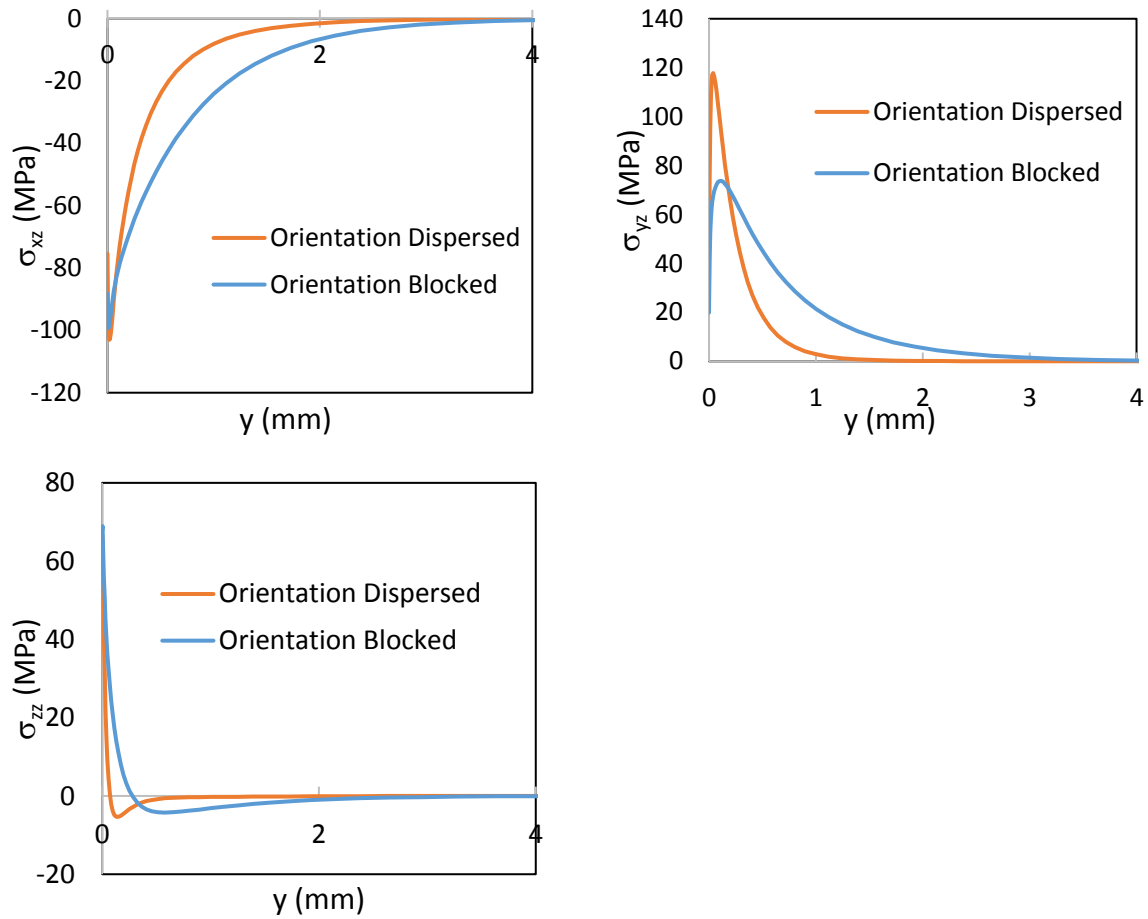 0
-20
-40
-60
-80
-100
-120
0
2
4
σxz (MPa)
y (mm)
Orientation Dispersed
Orientation Blocked
140
120
100
80
60
40
20
0
0
1
2
3
4
σyz (MPa)
y (mm)
Orientation Dispersed
Orientation Blocked
80
60
40
20
0
-20
0
2
4
σzz (MPa)
y (mm)
Orientation Dispersed
Orientation Blocked